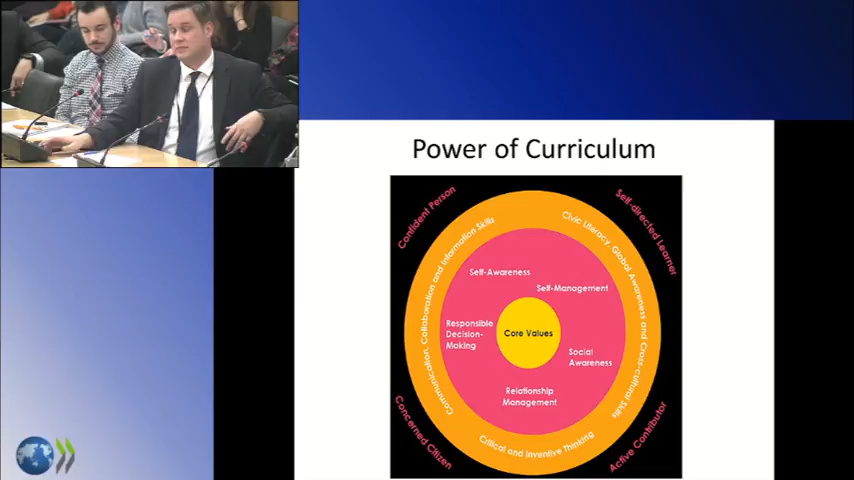 Power of Curriculum
Confident Person
Self-directed Learner
Communication, Collaboration and Information Skills
Civic Literacy, Global Awareness and Cross-cultural Skills
Self-Awareness
Self-Management
Responsible
Decision-
Making
Core Values
Social
Awareness
Relationship
Management
Critical and Inventive Thinking
Concerned Citizen
Active Contributor